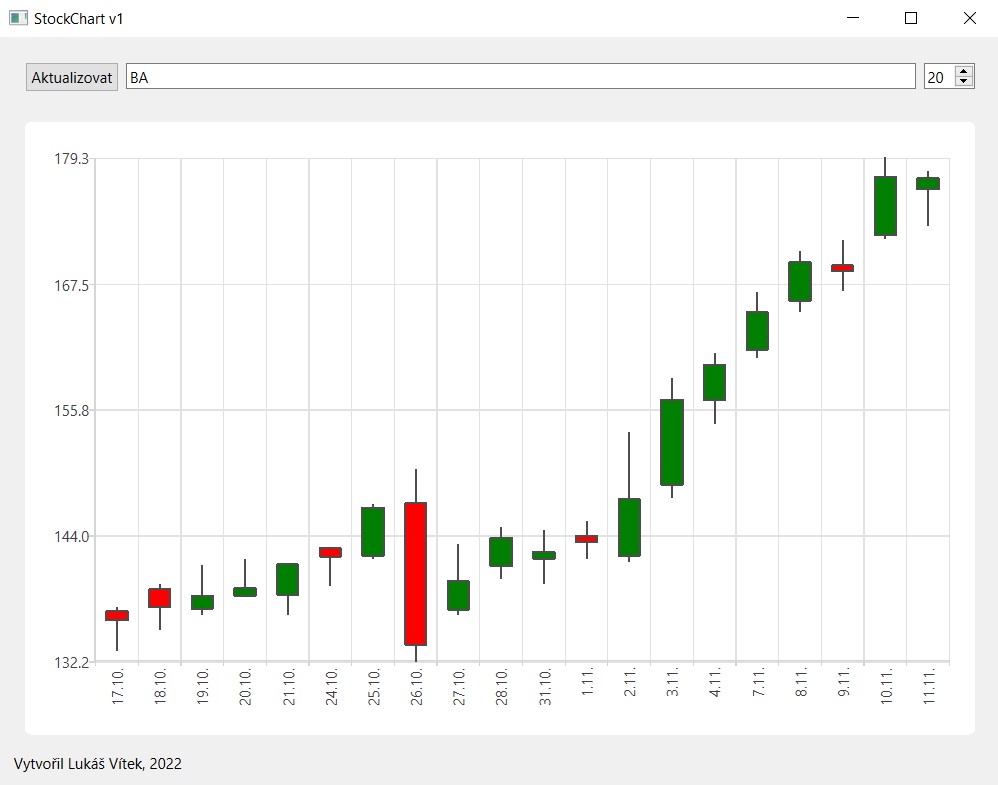 StockChart v1
Aktualizovat BA 20
179.3
167.5
155.8
144.0
132.2
17.10. 18.10. 19.10. 20.10. 21.10. 24.10. 25.10. 26.10. 27.10. 28.10. 31.10. 1.11. 2.11. 3.11. 4.11. 7.11. 8.11. 9.11. 10.11. 11.11.
Vytvořil Lukáš Vítek, 2022